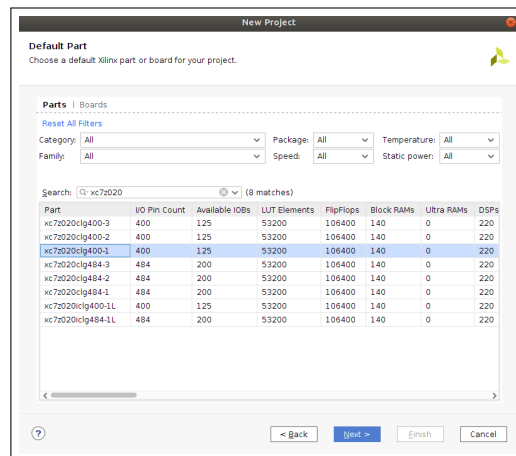 New Project
Default Part
Choose a default Xilinx part or board for your project.
Parts | Boards
Reset All Filters
Category: All Package: All Temperature: All
Family: All Speed: All Static power: All
Search: xc7z020 (8 matches)
Part I/O Pin Count Available IOBs LUT Elements FlipFlops Block RAMs Ultra RAMs DSPs
xc7z020clg400-3 400 125 53200 106400 140 0 220
xc7z020clg400-2 400 125 53200 106400 140 0 220
xc7z020clg400-1 400 125 53200 106400 140 0 220
xc7z020clg484-3 484 200 53200 106400 140 0 220
xc7z020clg484-2 484 200 53200 106400 140 0 220
xc7z020clg484-1 484 200 53200 106400 140 0 220
xc7z020iclg400-1L 400 125 53200 106400 140 0 220
xc7z020iclg484-1L 484 200 53200 106400 140 0 220
? < Back Next > Finish Cancel